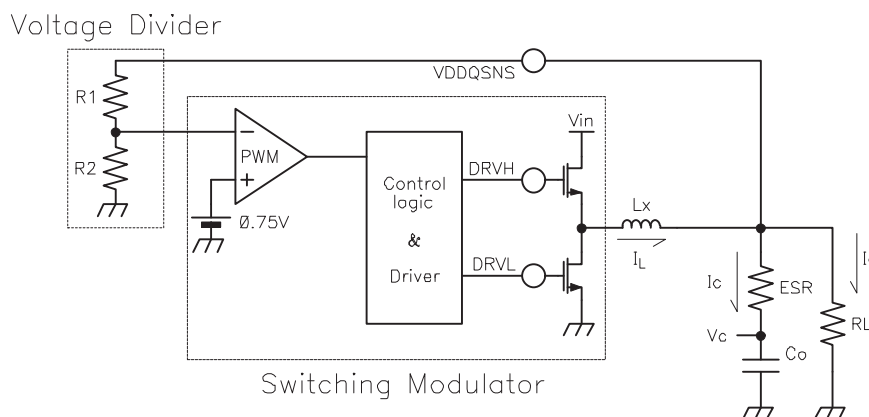 Voltage Divider
VDDQSNS
R1
R2
PWM
−
+
0.75V
Control
logic
&
Driver
DRVH
DRVL
Vin
Lx
IL
Ic
ESR
Vc
Co
RL
Switching Modulator